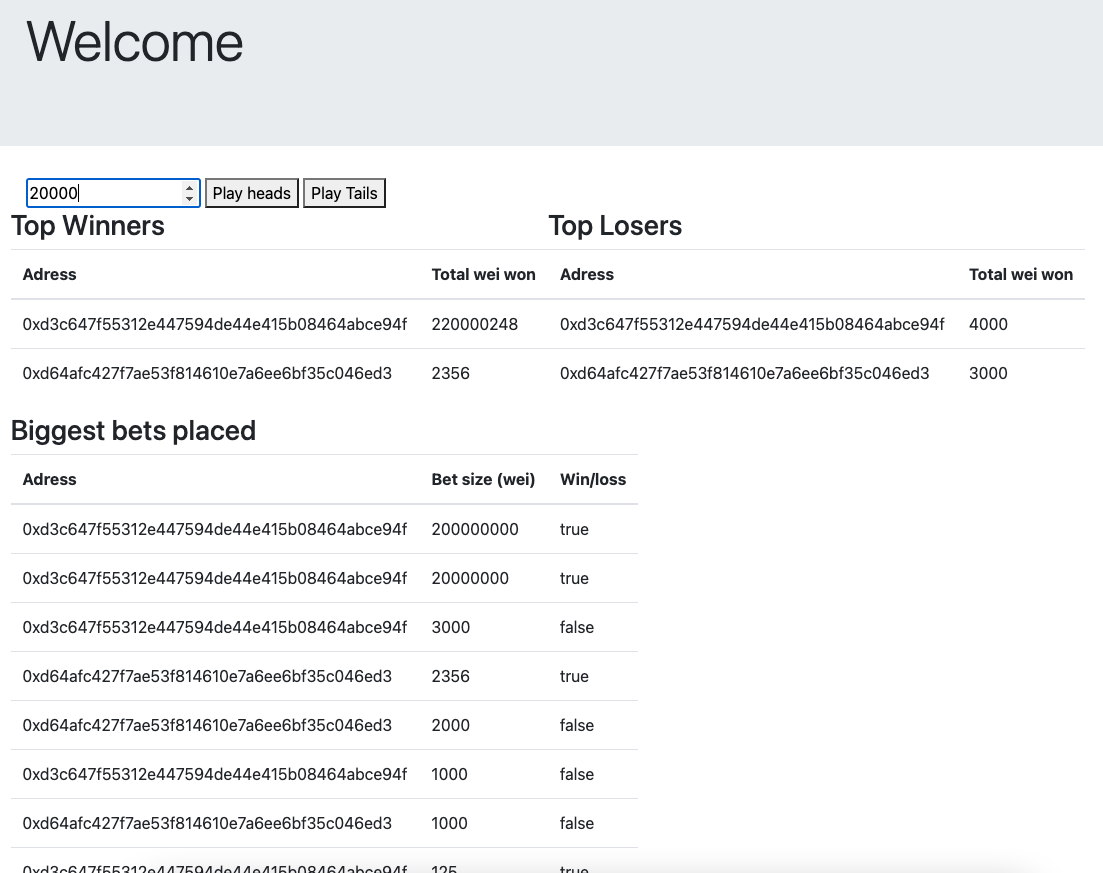 Welcome
20000 Play heads Play Tails
Top Winners Top Losers
Adress Total wei won Adress Total wei won
0xd3c647f55312e447594de44e415b08464abce94f 220000248 0xd3c647f55312e447594de44e415b08464abce94f 4000
0xd64afc427f7ae53f814610e7a6ee6bf35c046ed3 2356 0xd64afc427f7ae53f814610e7a6ee6bf35c046ed3 3000
Biggest bets placed
Adress Bet size (wei) Win/loss
0xd3c647f55312e447594de44e415b08464abce94f 200000000 true
0xd3c647f55312e447594de44e415b08464abce94f 20000000 true
0xd3c647f55312e447594de44e415b08464abce94f 3000 false
0xd64afc427f7ae53f814610e7a6ee6bf35c046ed3 2356 true
0xd64afc427f7ae53f814610e7a6ee6bf35c046ed3 2000 false
0xd3c647f55312e447594de44e415b08464abce94f 1000 false
0xd64afc427f7ae53f814610e7a6ee6bf35c046ed3 1000 false
0xd3c647f55312e447594de44e415b08464abce94f 125 true